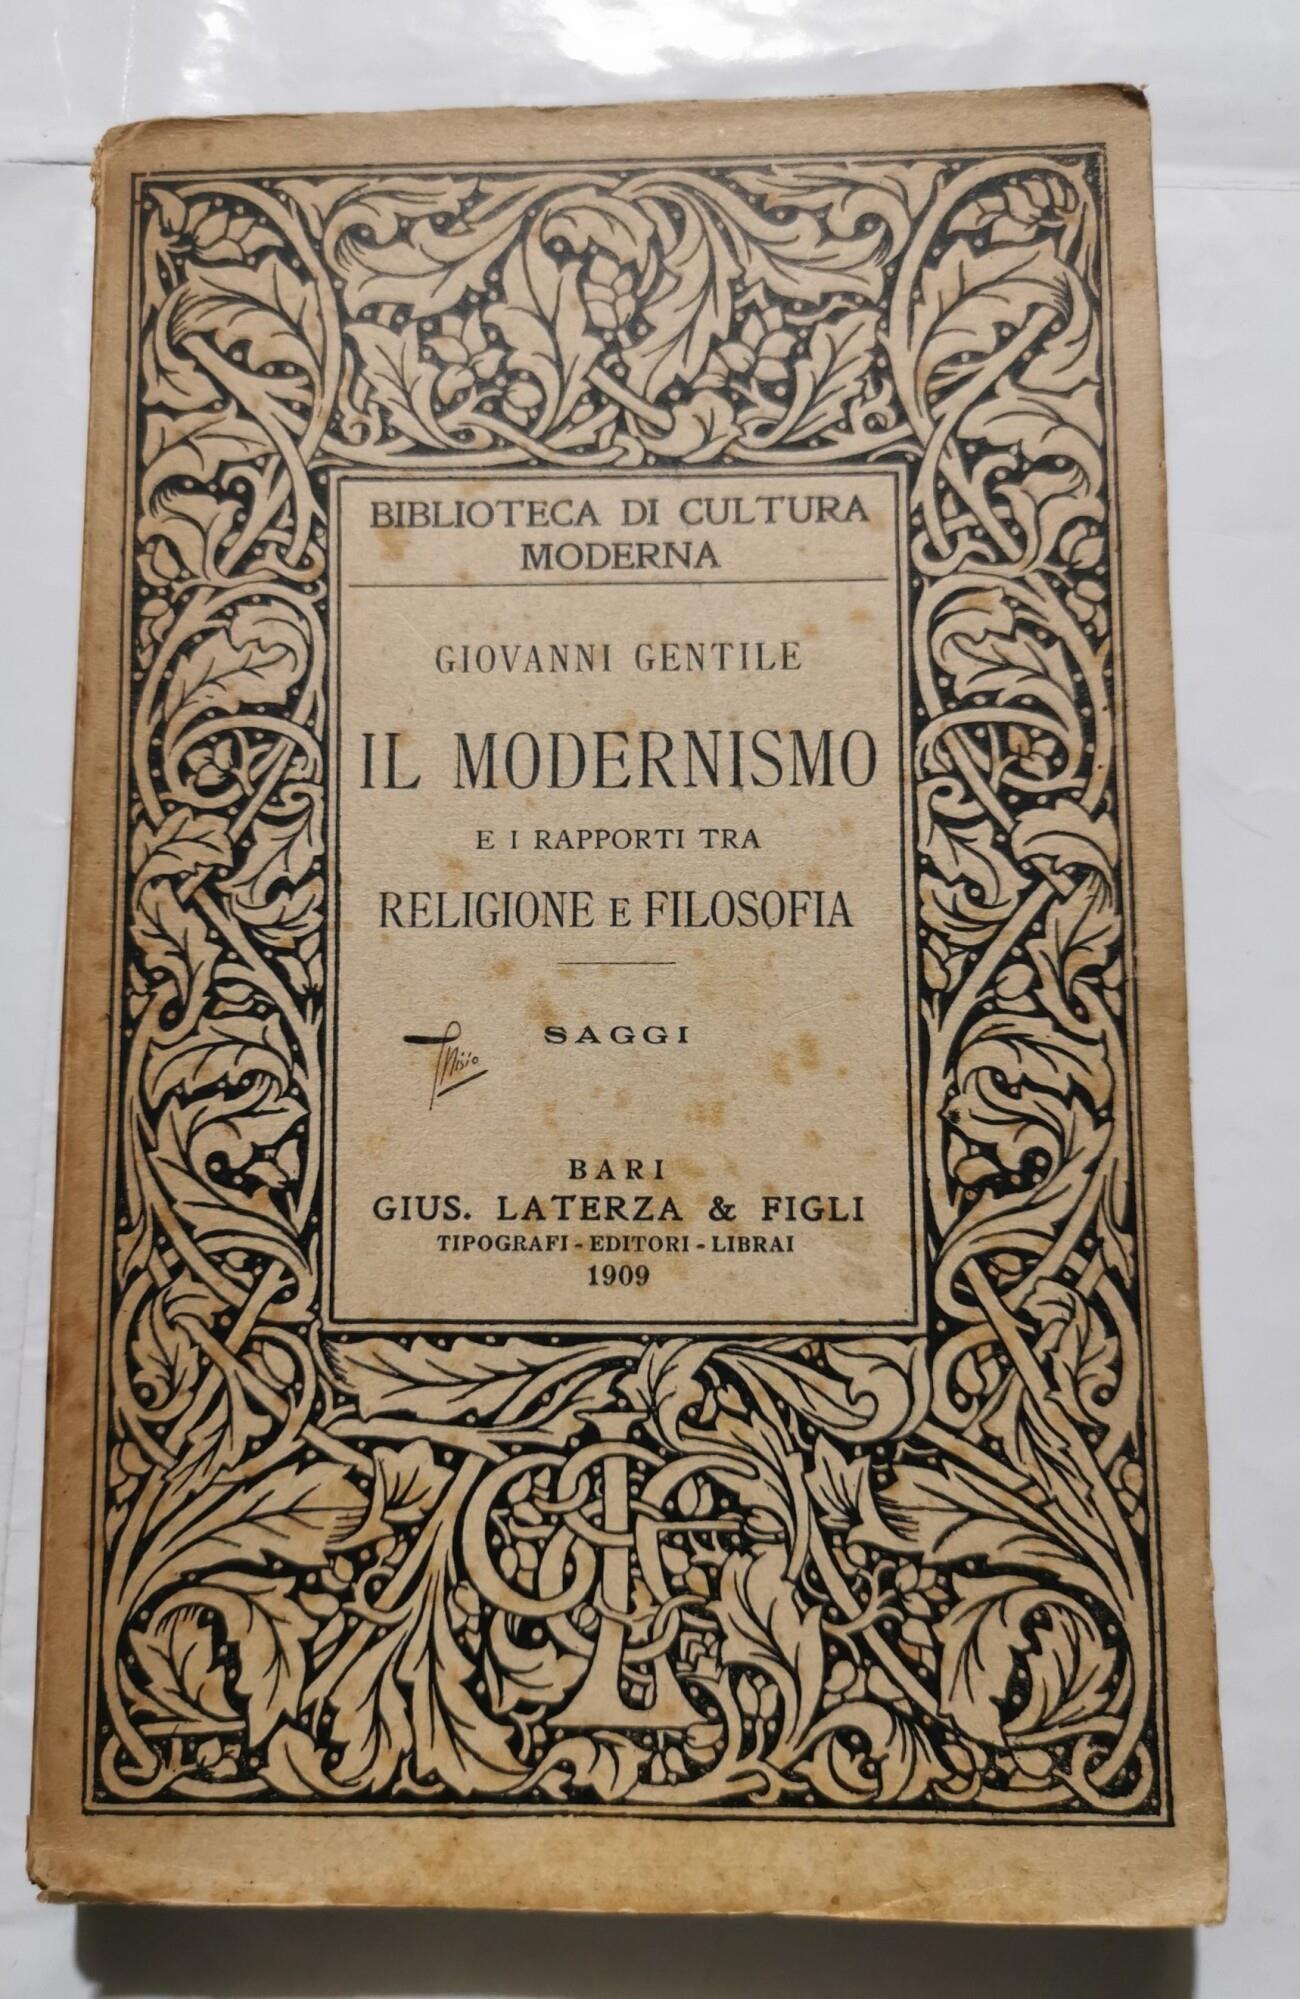 BIBLIOTECA DI CULTURA
MODERNA
GIOVANNI GENTILE
IL MODERNISMO
E I RAPPORTI TRA
RELIGIONE E FILOSOFIA
SAGGI
BARI
GIUS. LATERZA & FIGLI
TIPOGRAFI - EDITORI - LIBRAI
1909